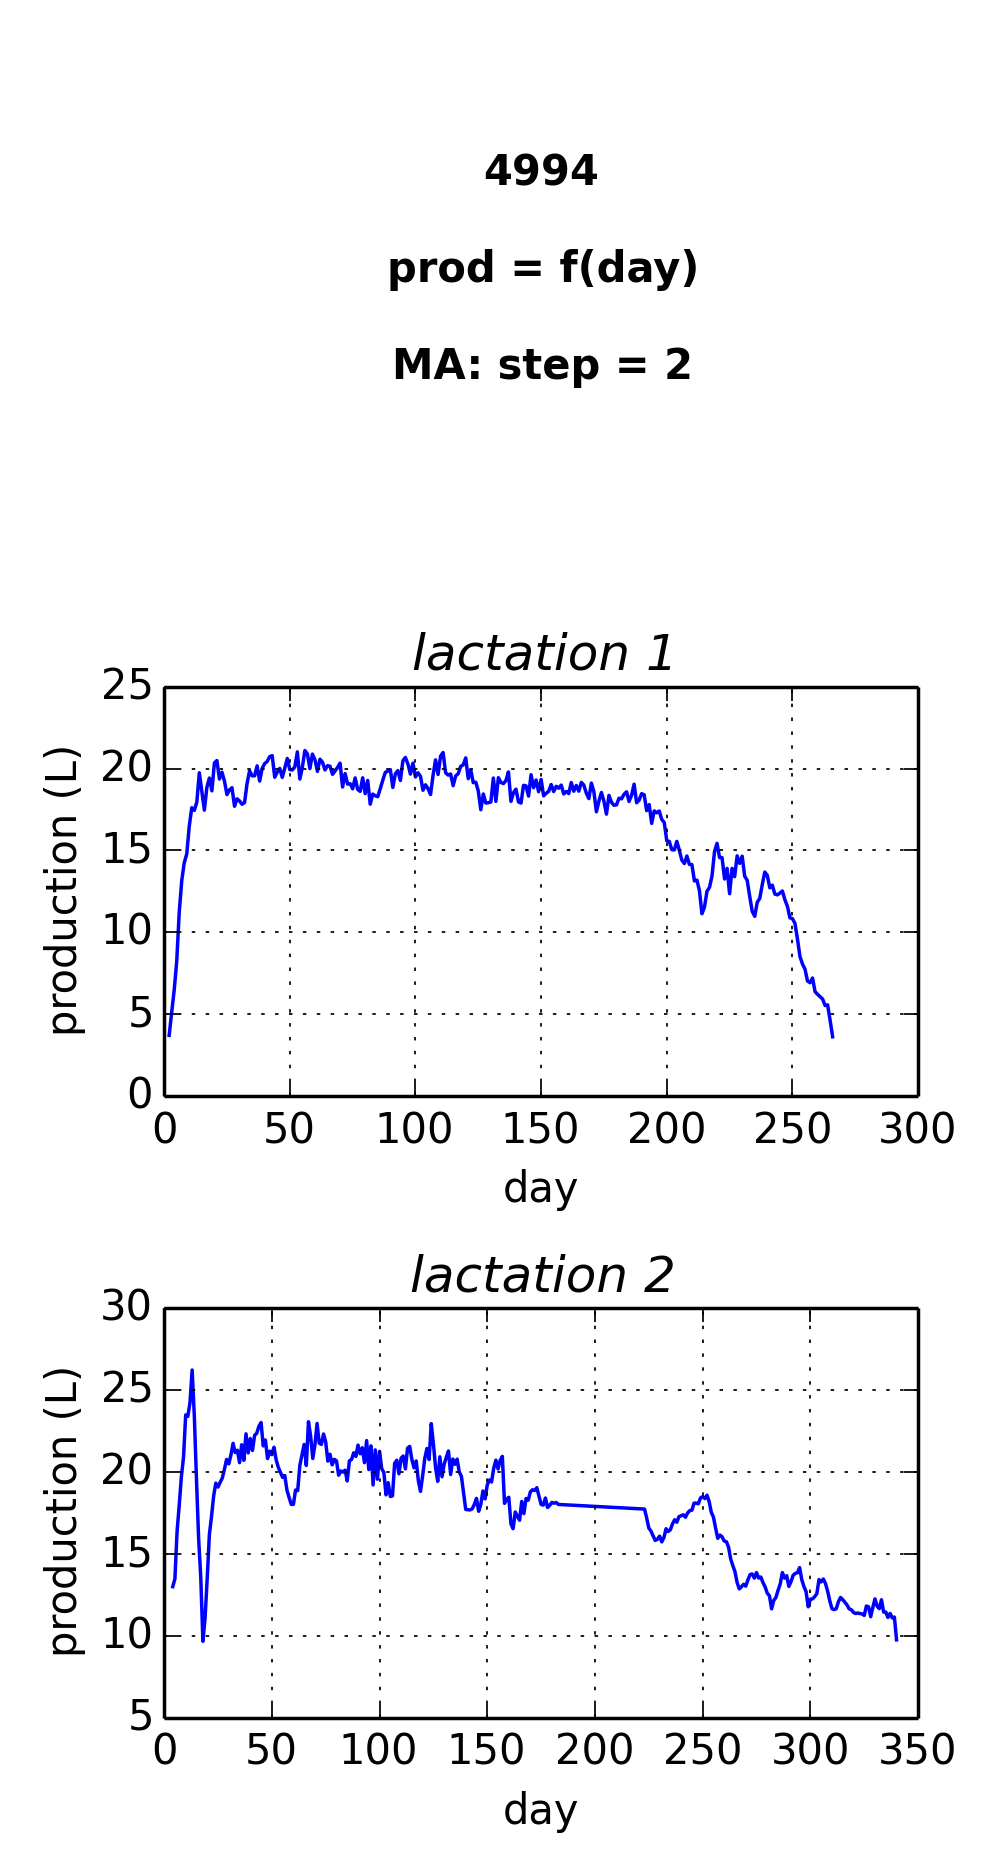 4994
prod = f(day)
MA: step = 2
lactation 1
production (L)
25
20
15
10
5
0
0 50 100 150 200 250 300
day
lactation 2
production (L)
30
25
20
15
10
5
0 50 100 150 200 250 300 350
day